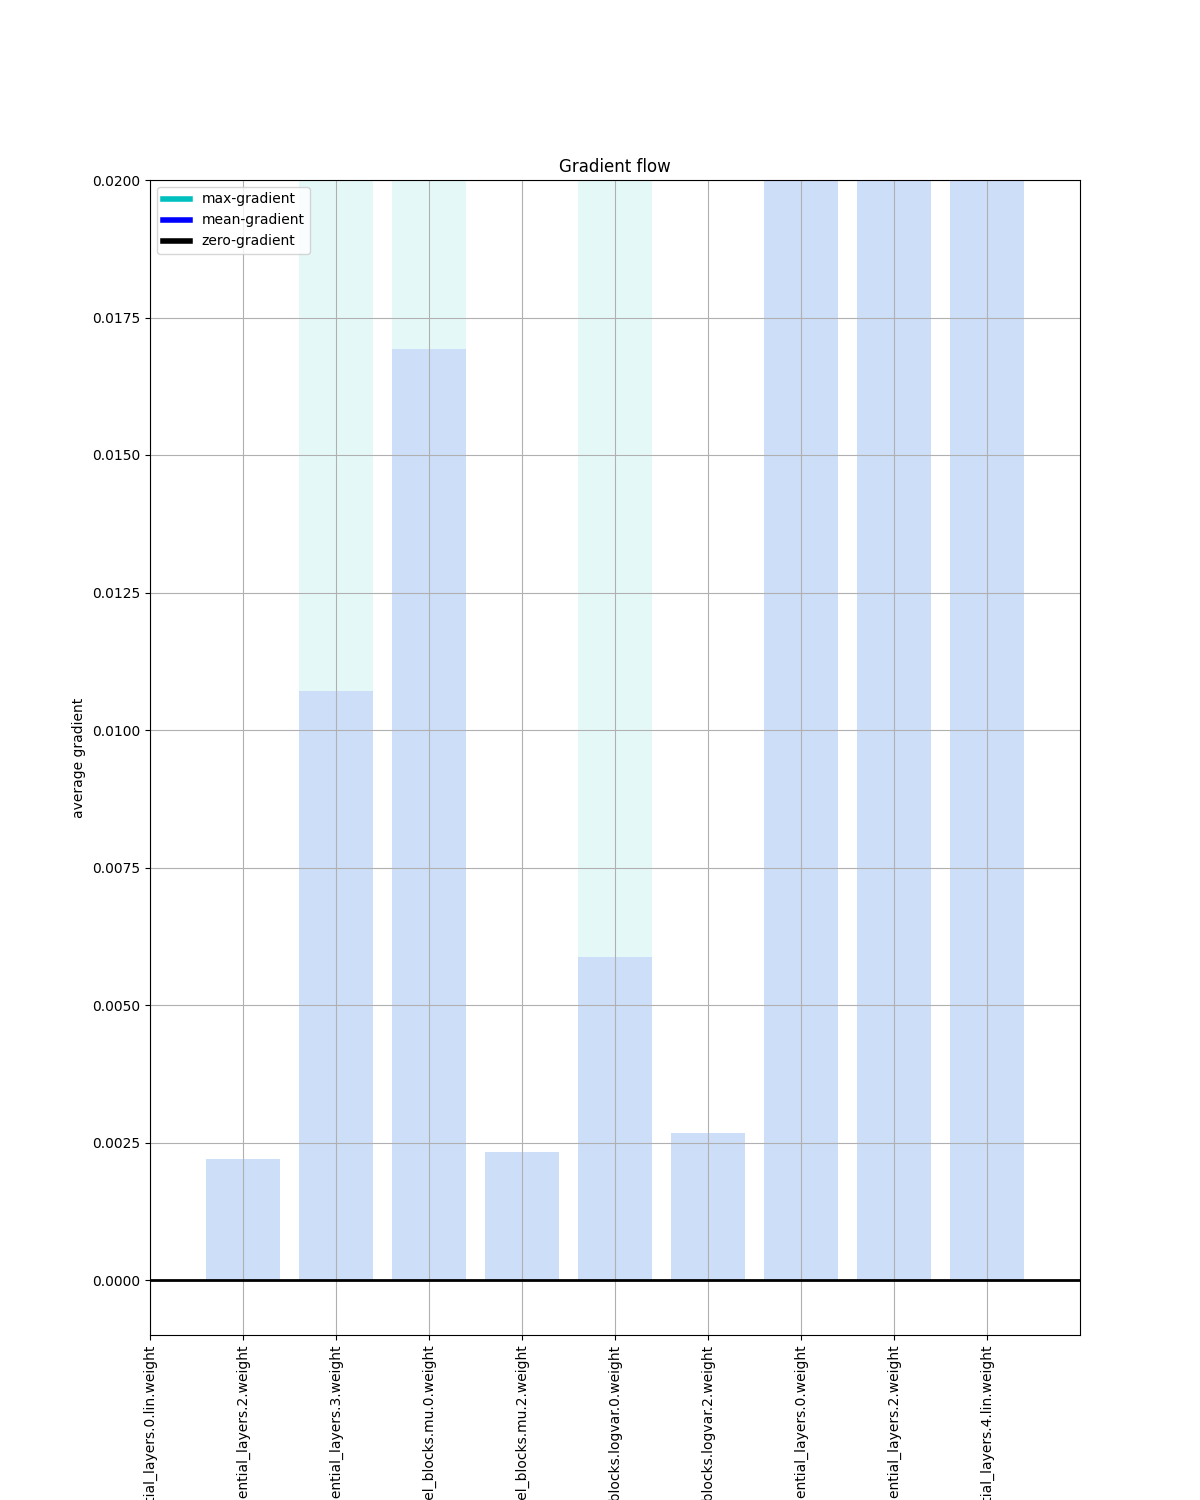 Gradient flow
max-gradient
mean-gradient
zero-gradient
0.0200
0.0175
0.0150
0.0125
0.0100
0.0075
0.0050
0.0025
0.0000
average gradient
tial_layers.0.lin.weight
ential_layers.2.weight
ential_layers.3.weight
el_blocks.mu.0.weight
el_blocks.mu.2.weight
blocks.logvar.0.weight
blocks.logvar.2.weight
ential_layers.0.weight
ential_layers.2.weight
tial_layers.4.lin.weight